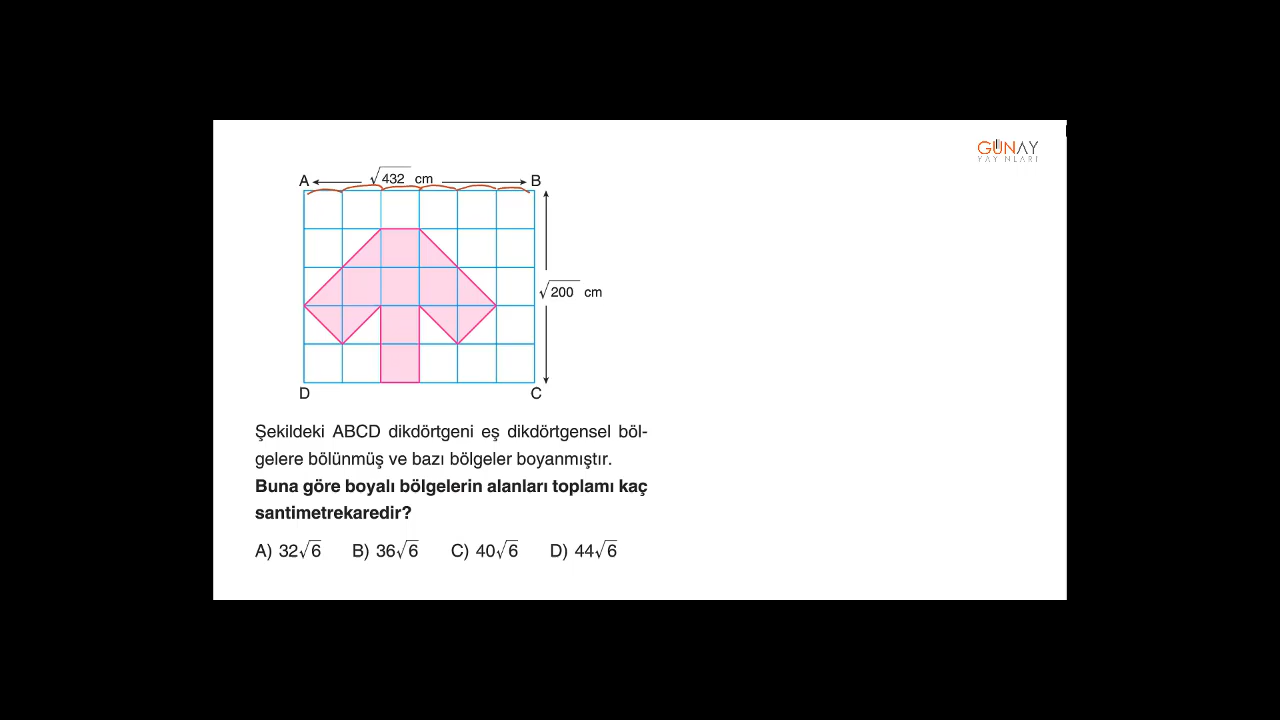 GÜNAY
YAYINLARI
A √432 cm B
√200 cm
D C
Şekildeki ABCD dikdörtgeni eş dikdörtgensel böl-
gelere bölünmüş ve bazı bölgeler boyanmıştır.
Buna göre boyalı bölgelerin alanları toplamı kaç
santimetrekaredir?
A) 32√6 B) 36√6 C) 40√6 D) 44√6